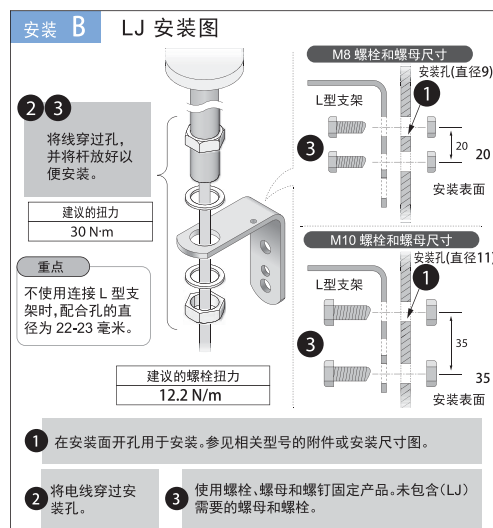 安装 B LJ 安装图
2 3
将线穿过孔,
并将杆放好以
便安装。
建议的扭力
30 N·m
重点
不使用连接 L 型支
架时,配合孔的直
径为 22-23 毫米。
建议的螺栓扭力
12.2 N/m
M8 螺栓和螺母尺寸
安装孔(直径9)
L型支架
1
3
20
20
安装表面
M10 螺栓和螺母尺寸
安装孔(直径11)
L型支架
1
3
35
35
安装表面
1 在安装面开孔用于安装。参见相关型号的附件或安装尺寸图。
2 将电线穿过安
装孔。
3 使用螺栓、螺母和螺钉固定产品。未包含(LJ)
需要的螺母和螺栓。